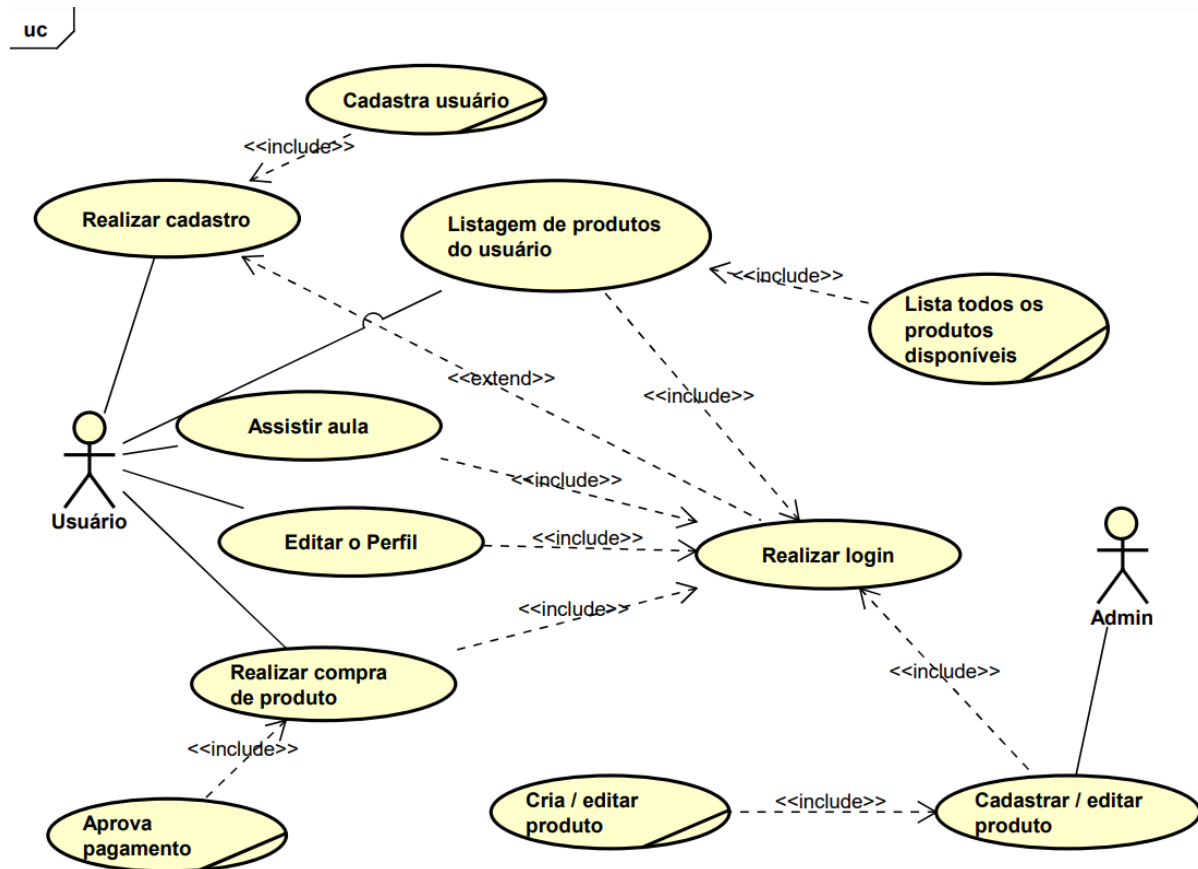 uc
Cadastra usuário
<<include>>
Realizar cadastro
Listagem de produtos
do usuário
<<include>>
Lista todos os
produtos
disponíveis
<<extend>>
<<include>>
Assistir aula
<<include>>
Usuário
Editar o Perfil
<<include>>
Realizar login
<<include>>
Admin
Realizar compra
de produto
<<include>>
<<include>>
Cria / editar
produto
<<include>>
Cadastrar / editar
produto
Aprova
pagamento